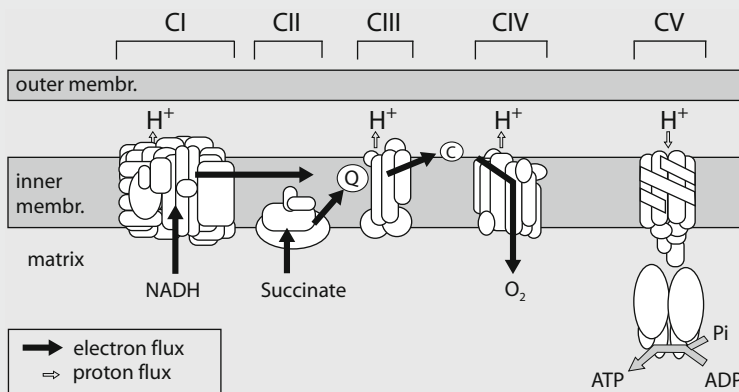 CI CII CIII CIV CV
outer membr.
H⁺ H⁺ H⁺ H⁺
C
Q
inner
membr.
matrix
NADH Succinate O₂
Pi
ATP ADP
electron flux
proton flux